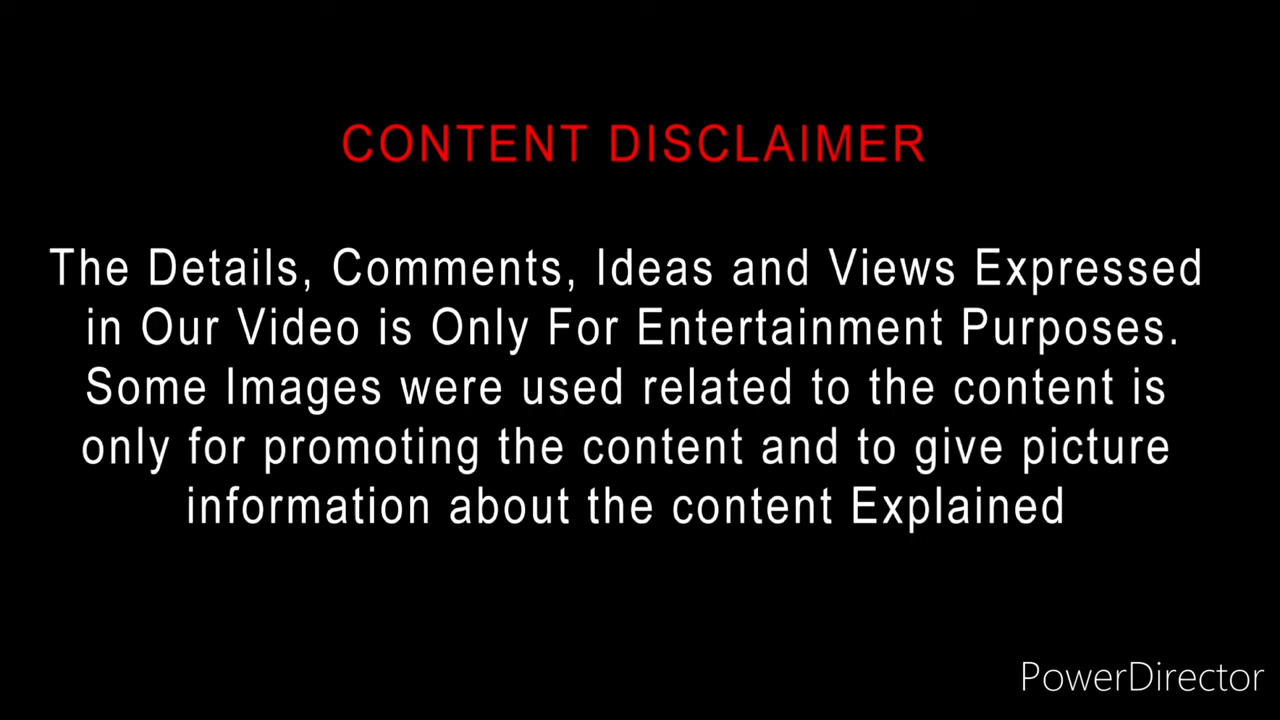 CONTENT DISCLAIMER
The Details, Comments, Ideas and Views Expressed
in Our Video is Only For Entertainment Purposes.
Some Images were used related to the content is
only for promoting the content and to give picture
information about the content Explained
PowerDirector